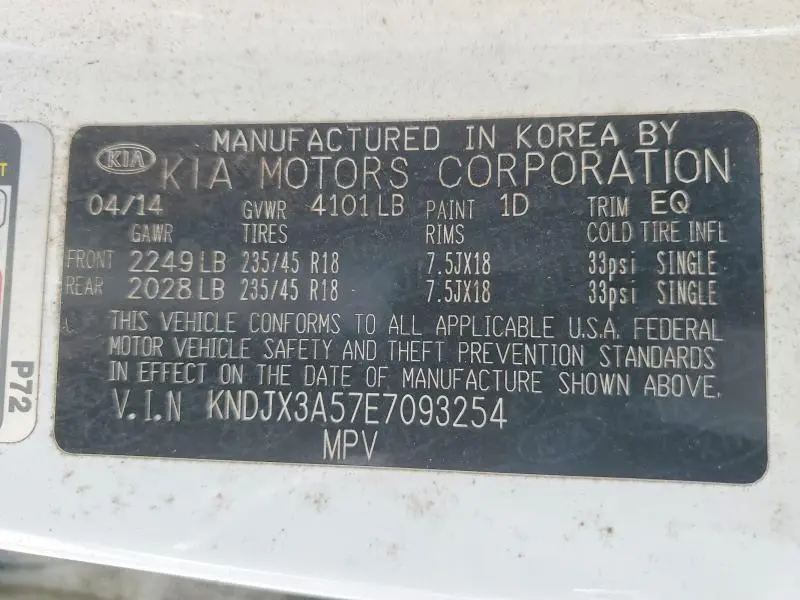 MANUFACTURED IN KOREA BY
KIA KIA MOTORS CORPORATION
04/14 GVWR 4101 LB PAINT 1D TRIM EQ
GAWR TIRES RIMS COLD TIRE INFL
FRONT 2249 LB 235/45 R18 7.5JX18 33psi SINGLE
REAR 2028 LB 235/45 R18 7.5JX18 33psi SINGLE
THIS VEHICLE CONFORMS TO ALL APPLICABLE U.S.A. FEDERAL
MOTOR VEHICLE SAFETY AND THEFT PREVENTION STANDARDS
IN EFFECT ON THE DATE OF MANUFACTURE SHOWN ABOVE.
V.I.N KNDJX3A57E7093254
MPV
P72